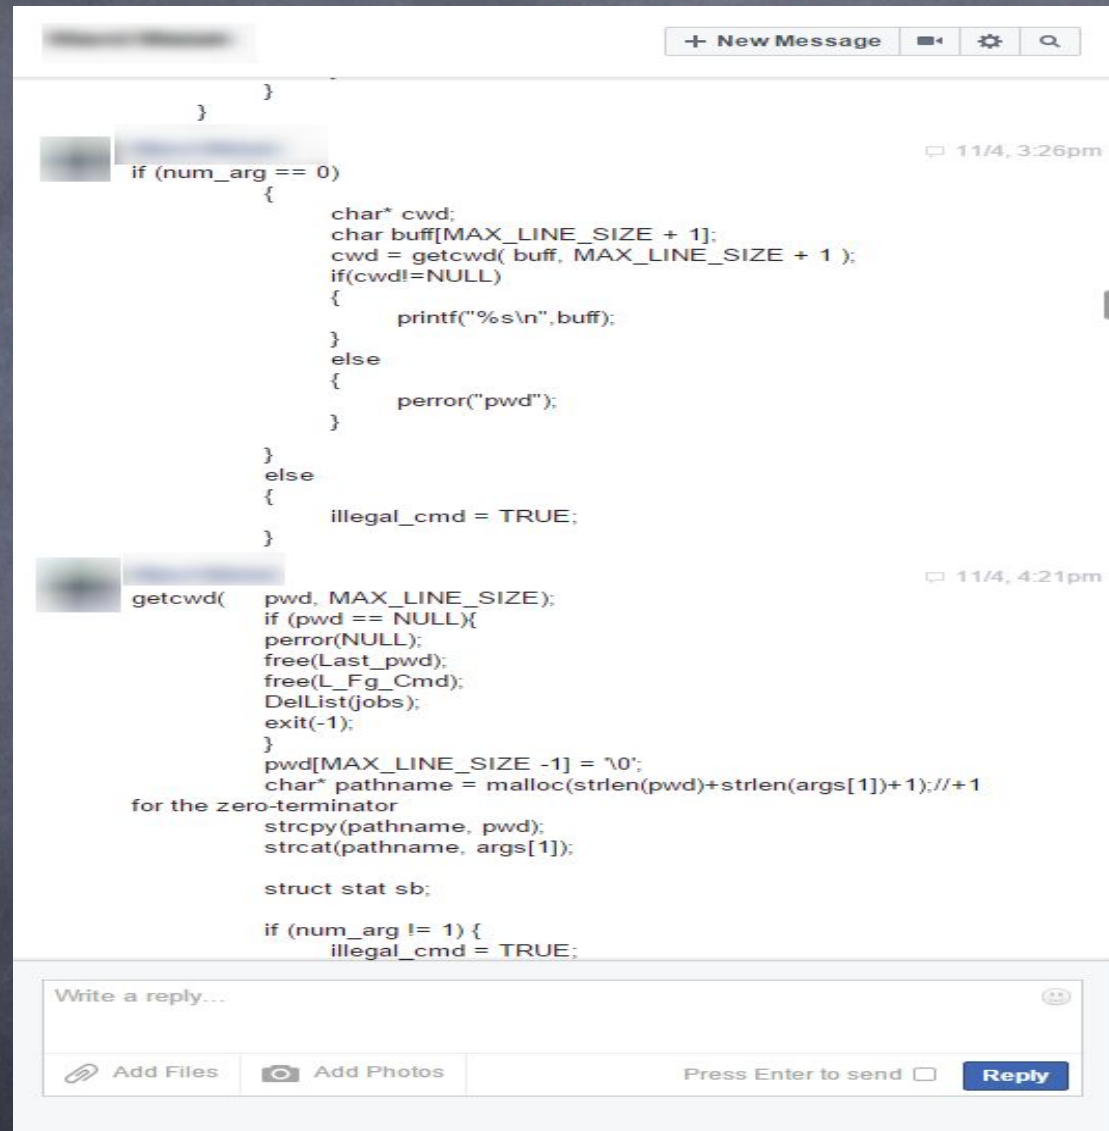 + New Message
}
}
11/4, 3:26pm
if (num_arg == 0)
{
char* cwd;
char buff[MAX_LINE_SIZE + 1];
cwd = getcwd( buff, MAX_LINE_SIZE + 1 );
if(cwd!=NULL)
{
printf("%s\n",buff);
}
else
{
perror("pwd");
}
}
else
{
illegal_cmd = TRUE;
}
11/4, 4:21pm
getcwd( pwd, MAX_LINE_SIZE);
if (pwd == NULL){
perror(NULL);
free(Last_pwd);
free(L_Fg_Cmd);
DelList(jobs);
exit(-1);
}
pwd[MAX_LINE_SIZE -1] = '\0';
char* pathname = malloc(strlen(pwd)+strlen(args[1])+1);//+1
for the zero-terminator
strcpy(pathname, pwd);
strcat(pathname, args[1]);
struct stat sb;
if (num_arg != 1) {
illegal_cmd = TRUE;
Write a reply...
Add Files Add Photos Press Enter to send Reply